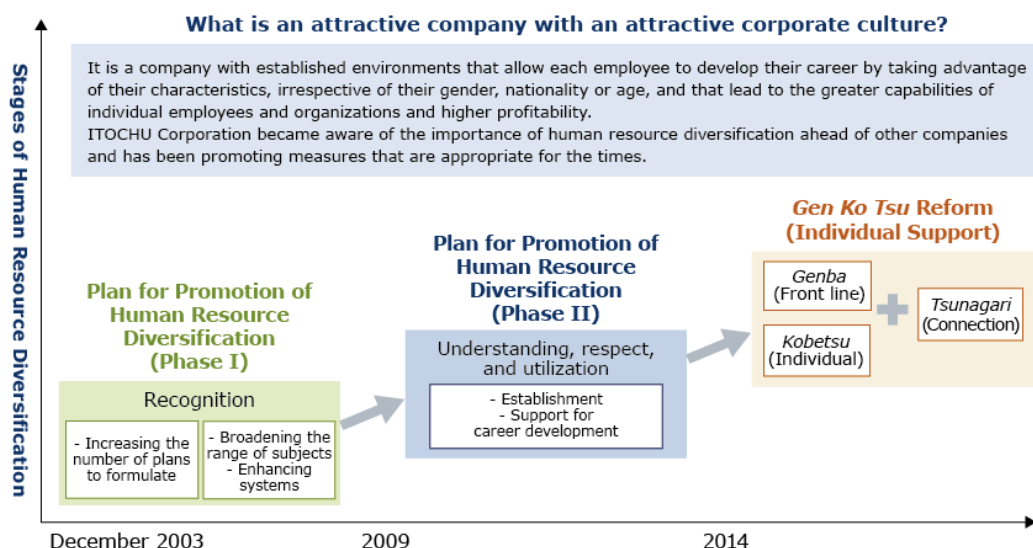 What is an attractive company with an attractive corporate culture?
It is a company with established environments that allow each employee to develop their career by taking advantage
of their characteristics, irrespective of their gender, nationality or age, and that lead to the greater capabilities of
individual employees and organizations and higher profitability.
ITOCHU Corporation became aware of the importance of human resource diversification ahead of other companies
and has been promoting measures that are appropriate for the times.
Stages of Human Resource Diversification
Plan for Promotion of
Human Resource
Diversification
(Phase I)
Recognition
- Increasing the
number of plans
to formulate
- Broadening the
range of subjects
- Enhancing
systems
Plan for Promotion of
Human Resource
Diversification
(Phase II)
Understanding, respect,
and utilization
- Establishment
- Support for
career development
Gen Ko Tsu Reform
(Individual Support)
Genba
(Front line)
Kobetsu
(Individual)
Tsunagari
(Connection)
December 2003
2009
2014